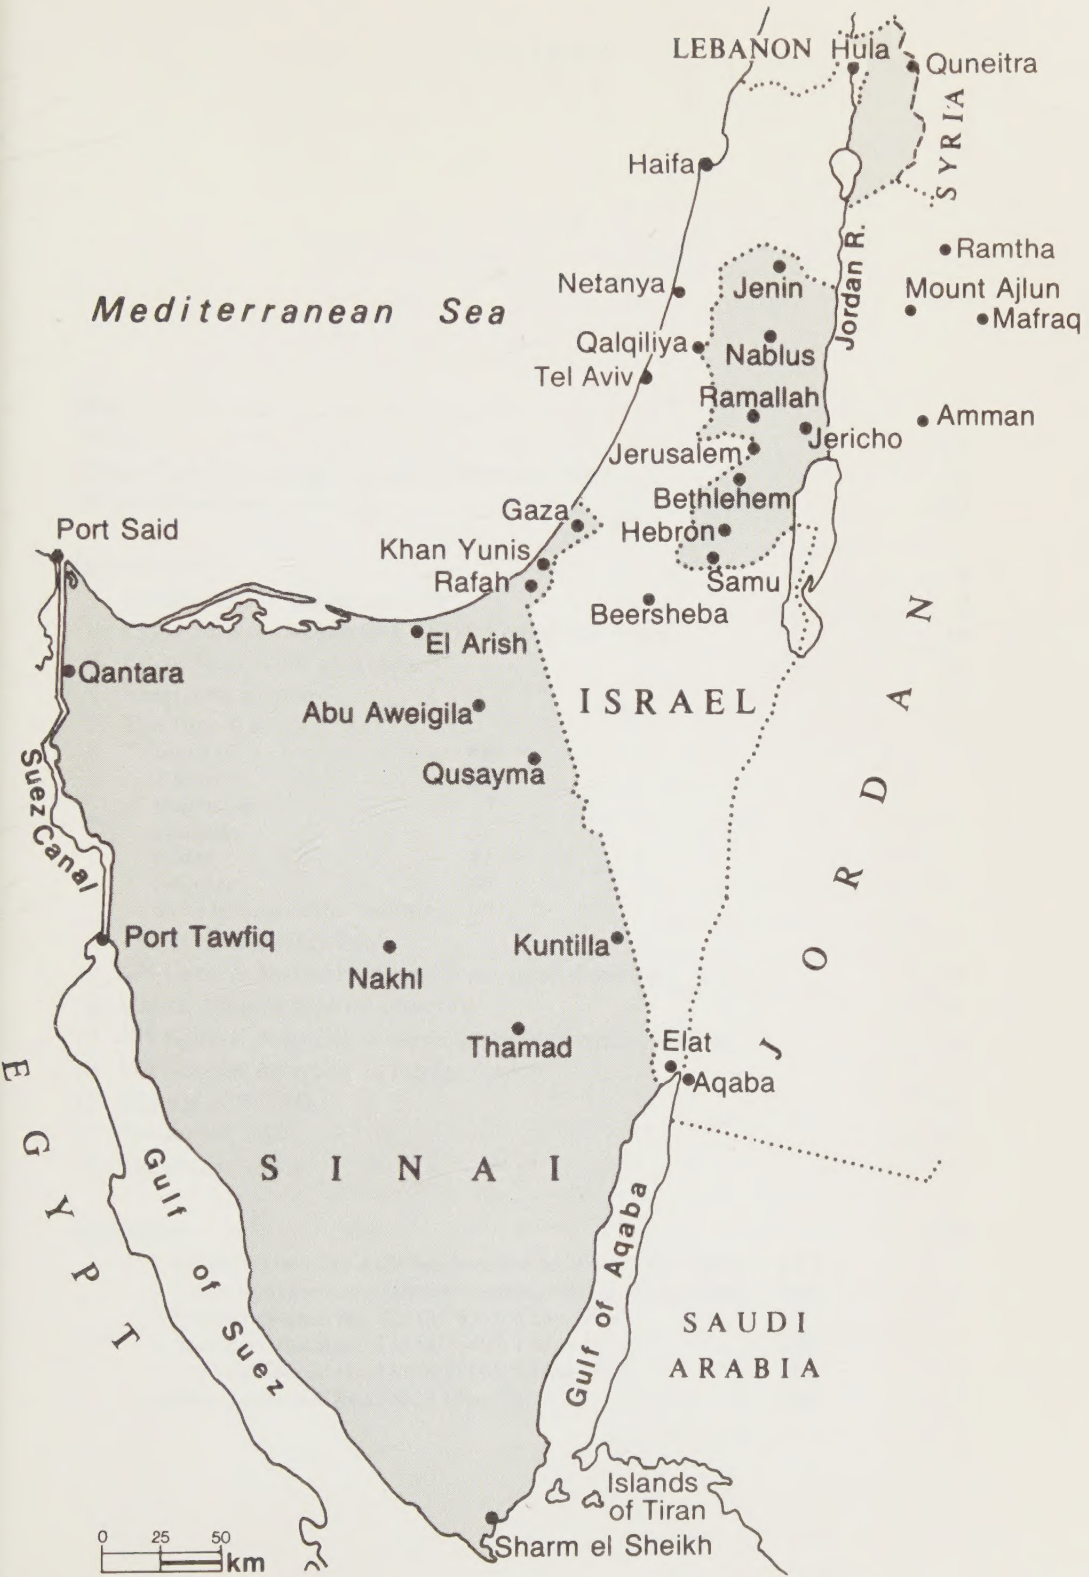 LEBANON
Hula
Quneitra
SYRIA
Haifa
Jordan R.
Ramtha
Netanya
Jenin
Mount Ajlun
Mafraq
Mediterranean Sea
Qalqiliya
Nablus
Tel Aviv
Ramallah
Amman
Jericho
Jerusalem
Bethlehem
Gaza
Hebron
Port Said
Khan Yunis
Rafah
Samu
Beersheba
El Arish
Qantara
Abu Aweigila
ISRAEL
JORDAN
Qusayma
Suez Canal
Port Tawfiq
Kuntilla
Nakhl
Thamad
Elat
Aqaba
EGYPT
SINAI
Gulf of Suez
Gulf of Aqaba
SAUDI
ARABIA
Islands
of Tiran
Sharm el Sheikh
0 25 50
km